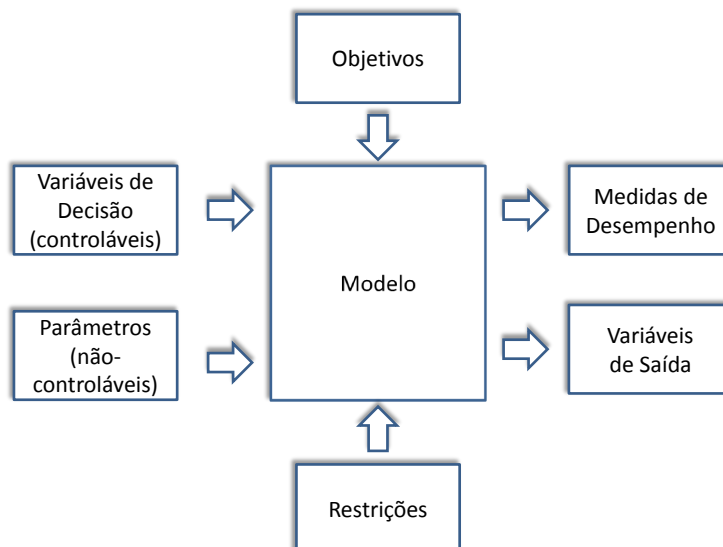 Objetivos
Variáveis de
Decisão
(controláveis)
Medidas de
Desempenho
Modelo
Parâmetros
(não-
controláveis)
Variáveis
de Saída
Restrições